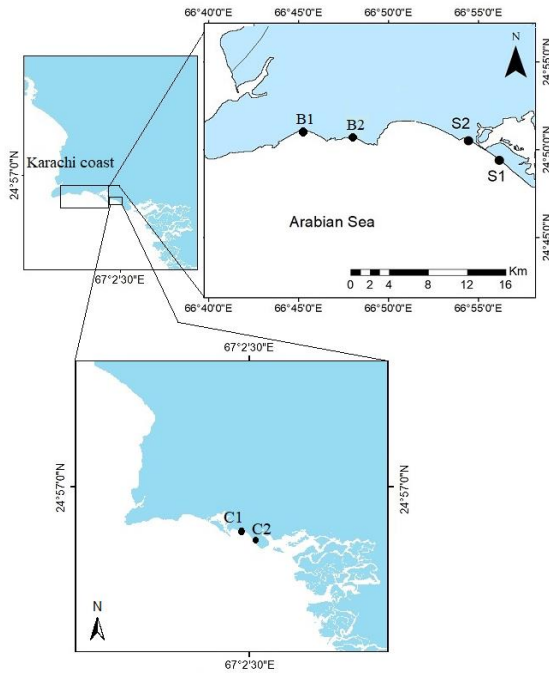 66°40'0"E 66°45'0"E 66°50'0"E 66°55'0"E
N
24°55'0"N
B1 B2 S2
24°50'0"N
S1
Karachi coast
24°57'0"N
Arabian Sea
24°45'0"N
Km
0 2 4 8 12 16
67°2'30"E
66°40'0"E 66°45'0"E 66°50'0"E 66°55'0"E
67°2'30"E
24°57'0"N
24°57'0"N
C1
C2
N
67°2'30"E